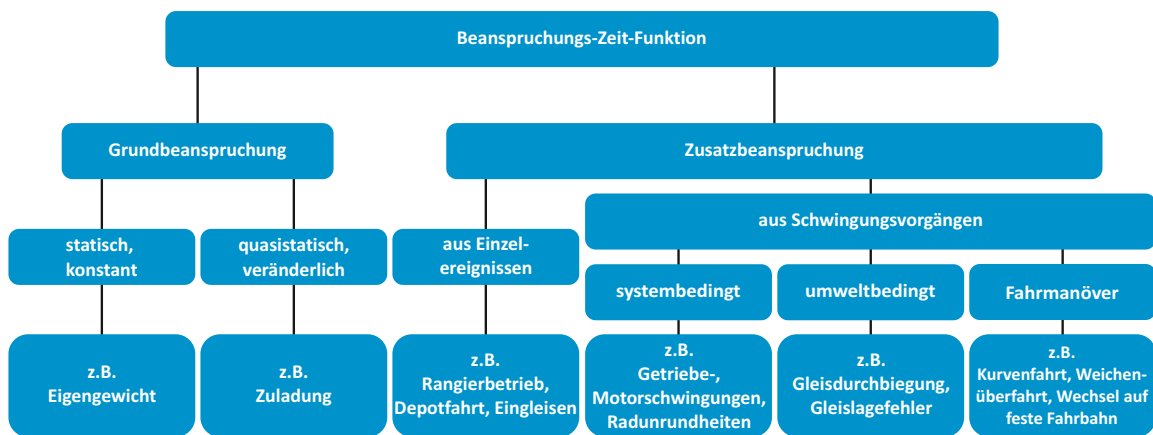 Beanspruchungs-Zeit-Funktion
Grundbeanspruchung
Zusatzbeanspruchung
aus Schwingungsvorgängen
statisch,
konstant
quasistatisch,
veränderlich
aus Einzel-
ereignissen
systembedingt
umweltbedingt
Fahrmanöver
z.B.
Eigengewicht
z.B.
Zuladung
z.B.
Rangierbetrieb,
Depotfahrt, Eingleisen
z.B.
Getriebe-,
Motorschwingungen,
Radunrundheiten
z.B.
Gleisdurchbiegung,
Gleislagefehler
z.B.
Kurvenfahrt, Weichen-
überfahrt, Wechsel auf
feste Fahrbahn